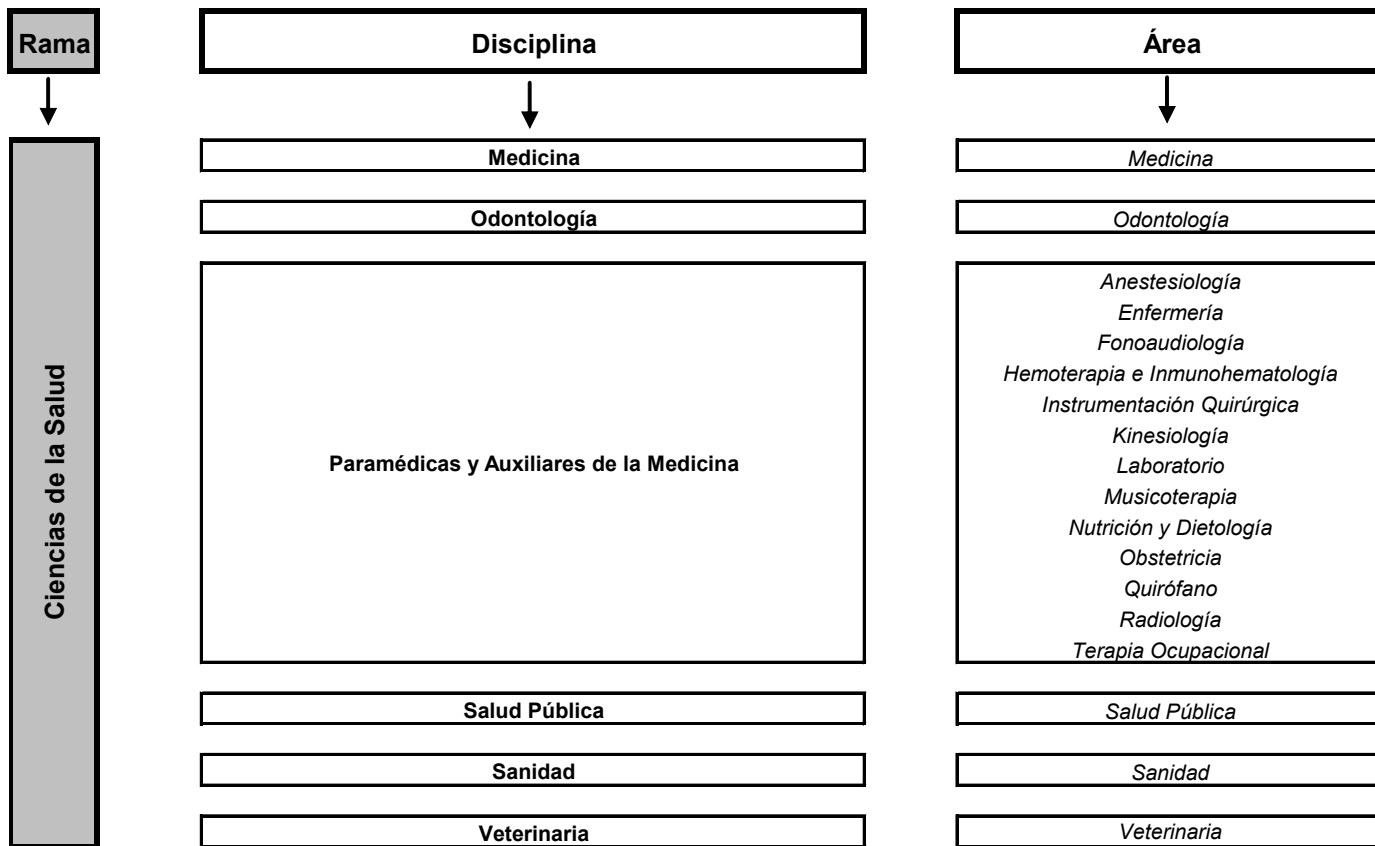 Rama
Disciplina
Área
Ciencias de la Salud
Medicina
Medicina
Odontología
Odontología
Paramédicas y Auxiliares de la Medicina
Anestesiología
Enfermería
Fonoaudiología
Hemoterapia e Inmunohematología
Instrumentación Quirúrgica
Kinesiología
Laboratorio
Musicoterapia
Nutrición y Dietología
Obstetricia
Quirófano
Radiología
Terapia Ocupacional
Salud Pública
Salud Pública
Sanidad
Sanidad
Veterinaria
Veterinaria